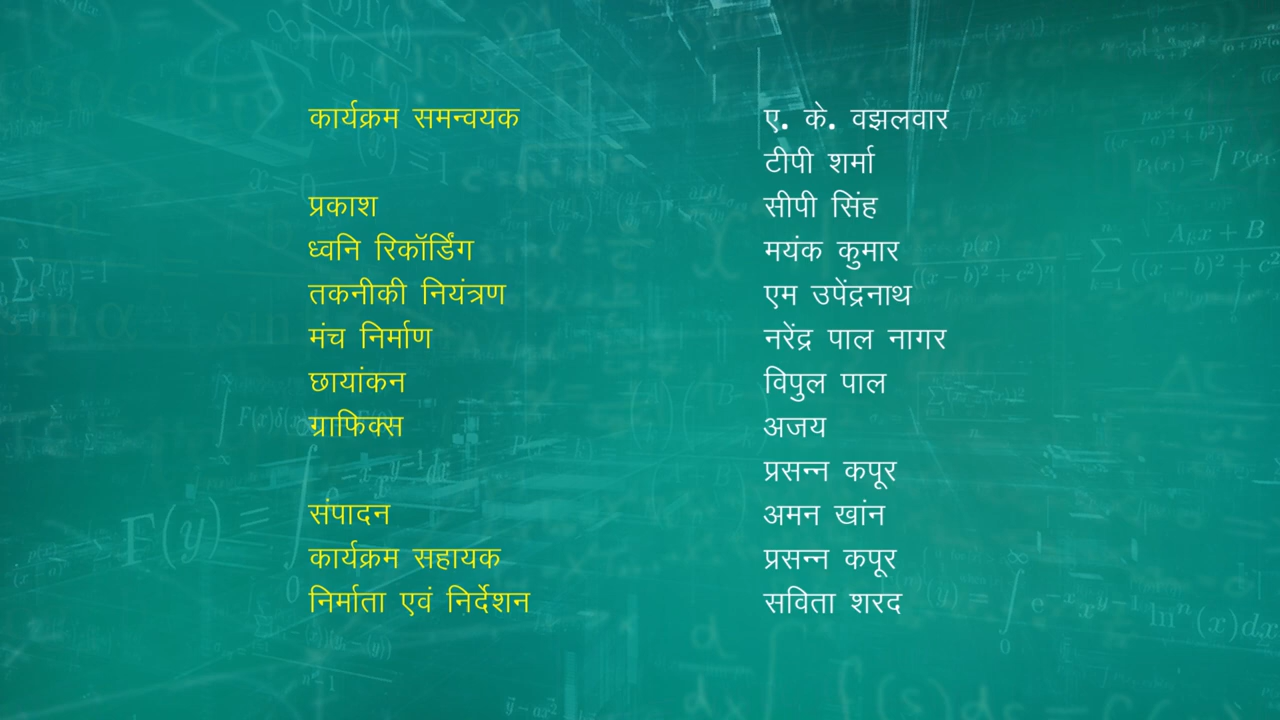 कार्यक्रम समन्वयक ए. के. वझलवार
टीपी शर्मा
प्रकाश सीपी सिंह
ध्वनि रिकॉर्डिंग मयंक कुमार
तकनीकी नियंत्रण एम उपेंद्रनाथ
मंच निर्माण नरेंद्र पाल नागर
छायांकन विपुल पाल
ग्राफिक्स अजय
प्रसन्न कपूर
संपादन अमन खांन
कार्यक्रम सहायक प्रसन्न कपूर
निर्माता एवं निर्देशन सविता शरद